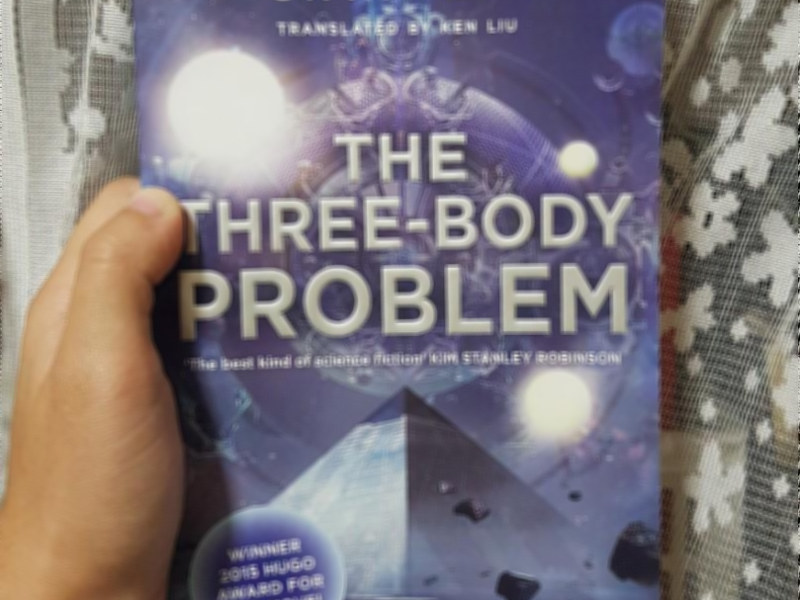 TRANSLATED BY KEN LIU
THE
THREE-BODY
PROBLEM
'The best kind of science fiction' KIM STANLEY ROBINSON
WINNER
2015 HUGO
AWARD FOR